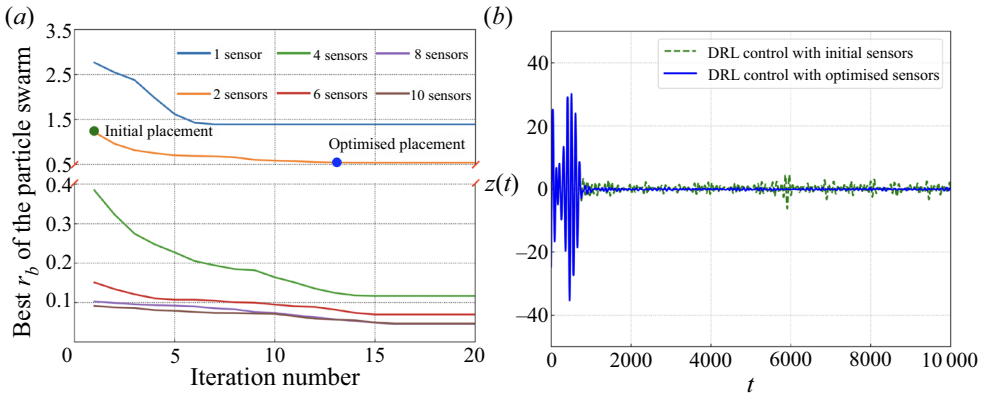 (a)
3.5
2.5
1.5
0.5
0.4
0.3
0.2
0.1
0
5
10
15
20
Best r_b of the particle swarm
Iteration number
1 sensor
4 sensors
8 sensors
2 sensors
6 sensors
10 sensors
Initial placement
Optimised placement
(b)
40
20
0
−20
−40
z(t)
0
2000
4000
6000
8000
10 000
t
DRL control with initial sensors
DRL control with optimised sensors